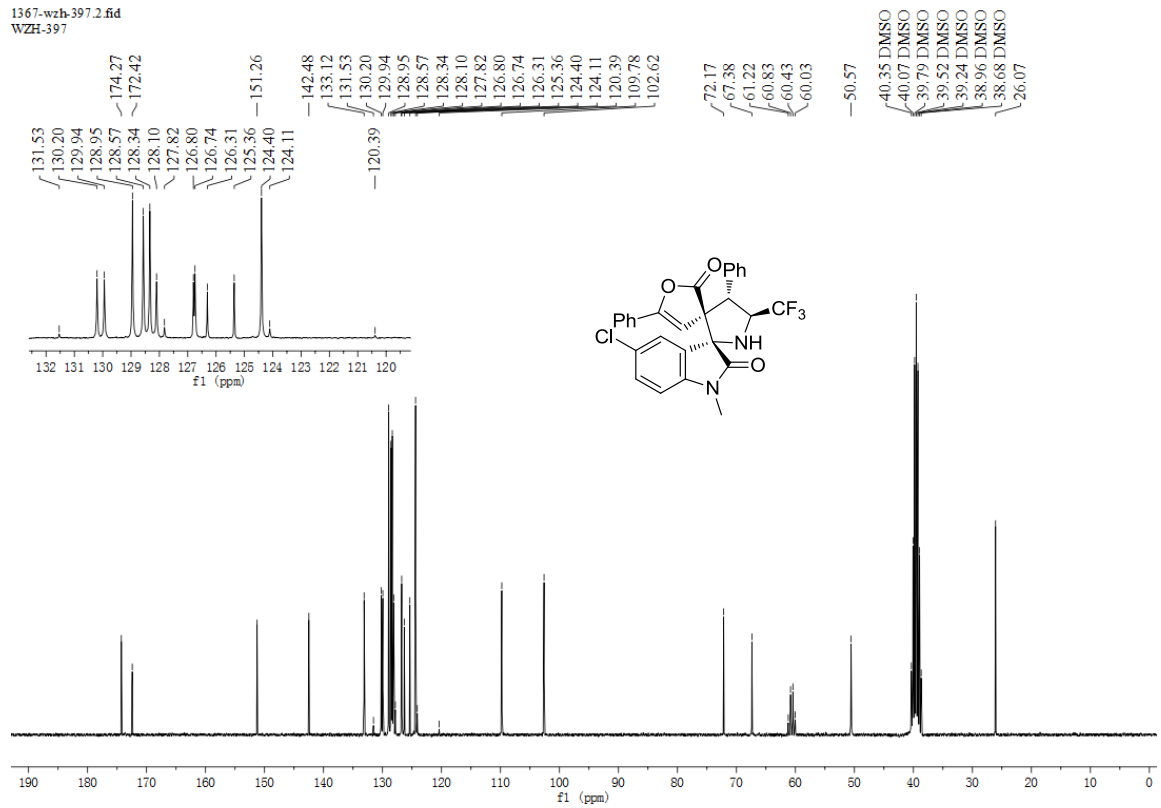 1367-wzh-397.2.fid
WZH-397
174.27
172.42
151.26
142.48
133.12
131.53
130.20
129.94
128.95
128.57
128.34
128.10
127.82
126.80
126.74
126.31
125.36
124.40
124.11
120.39
109.78
102.62
72.17
67.38
61.22
60.83
60.43
60.03
50.57
40.35 DMSO
40.07 DMSO
39.79 DMSO
39.52 DMSO
39.24 DMSO
38.96 DMSO
38.68 DMSO
26.07
131.53
130.20
129.94
128.95
128.57
128.34
128.10
127.82
126.80
126.74
126.31
125.36
124.40
124.11
120.39
132 131 130 129 128 127 126 125 124 123 122 121 120
f1 (ppm)
O Ph
O
CF3
Ph
Cl
NH
O
N
190 180 170 160 150 140 130 120 110 100 90 80 70 60 50 40 30 20 10 0
f1 (ppm)